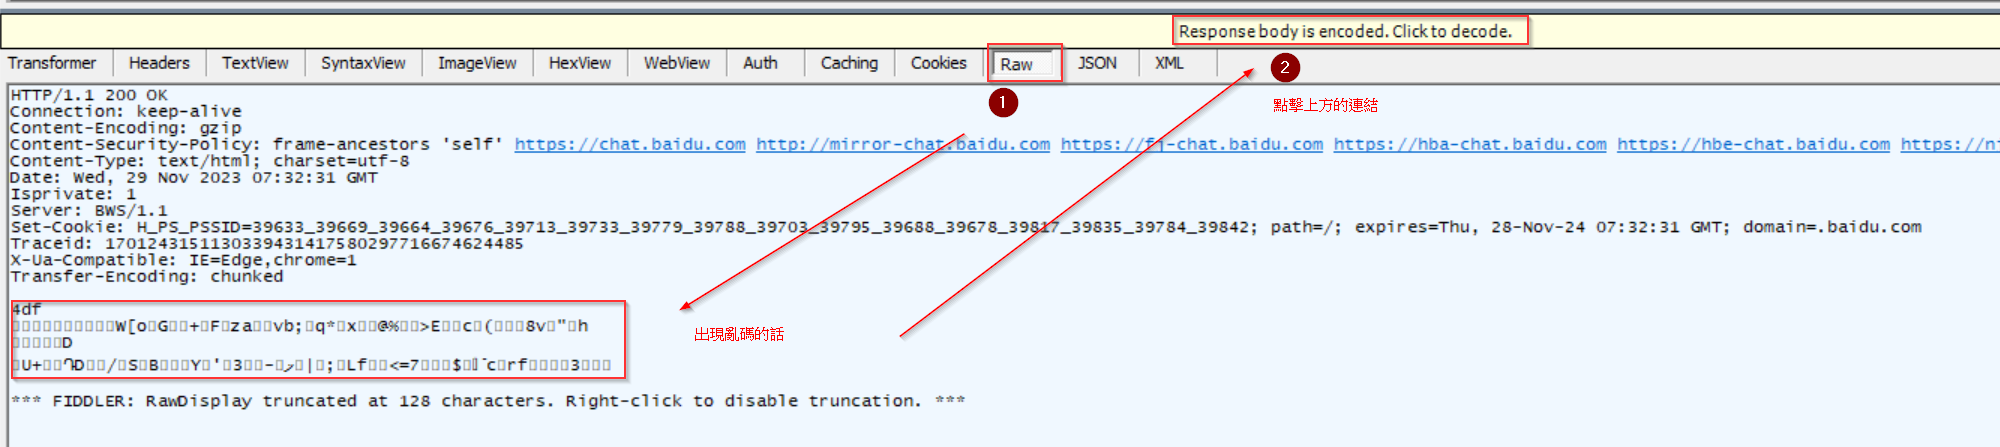 Response body is encoded. Click to decode.
Transformer Headers TextView SyntaxView ImageView HexView WebView Auth Caching Cookies Raw JSON XML
1
2
點擊上方的連結
HTTP/1.1 200 OK
Connection: keep-alive
Content-Encoding: gzip
Content-Security-Policy: frame-ancestors 'self' https://chat.baidu.com http://mirror-chat.baidu.com https://fj-chat.baidu.com https://hba-chat.baidu.com https://hbe-chat.baidu.com
Content-Type: text/html; charset=utf-8
Date: Wed, 29 Nov 2023 07:32:31 GMT
Isprivate: 1
Server: BWS/1.1
Set-Cookie: H_PS_PSSID=39633_39669_39664_39676_39713_39733_39779_39788_39703_39795_39688_39678_39817_39835_39784_39842; path=/; expires=Thu, 28-Nov-24 07:32:31 GMT; domain=.baidu.com
Traceid: 1701243151130339431417580297716674624485
X-Ua-Compatible: IE=Edge,chrome=1
Transfer-Encoding: chunked
4df
出現亂碼的話
*** FIDDLER: RawDisplay truncated at 128 characters. Right-click to disable truncation. ***